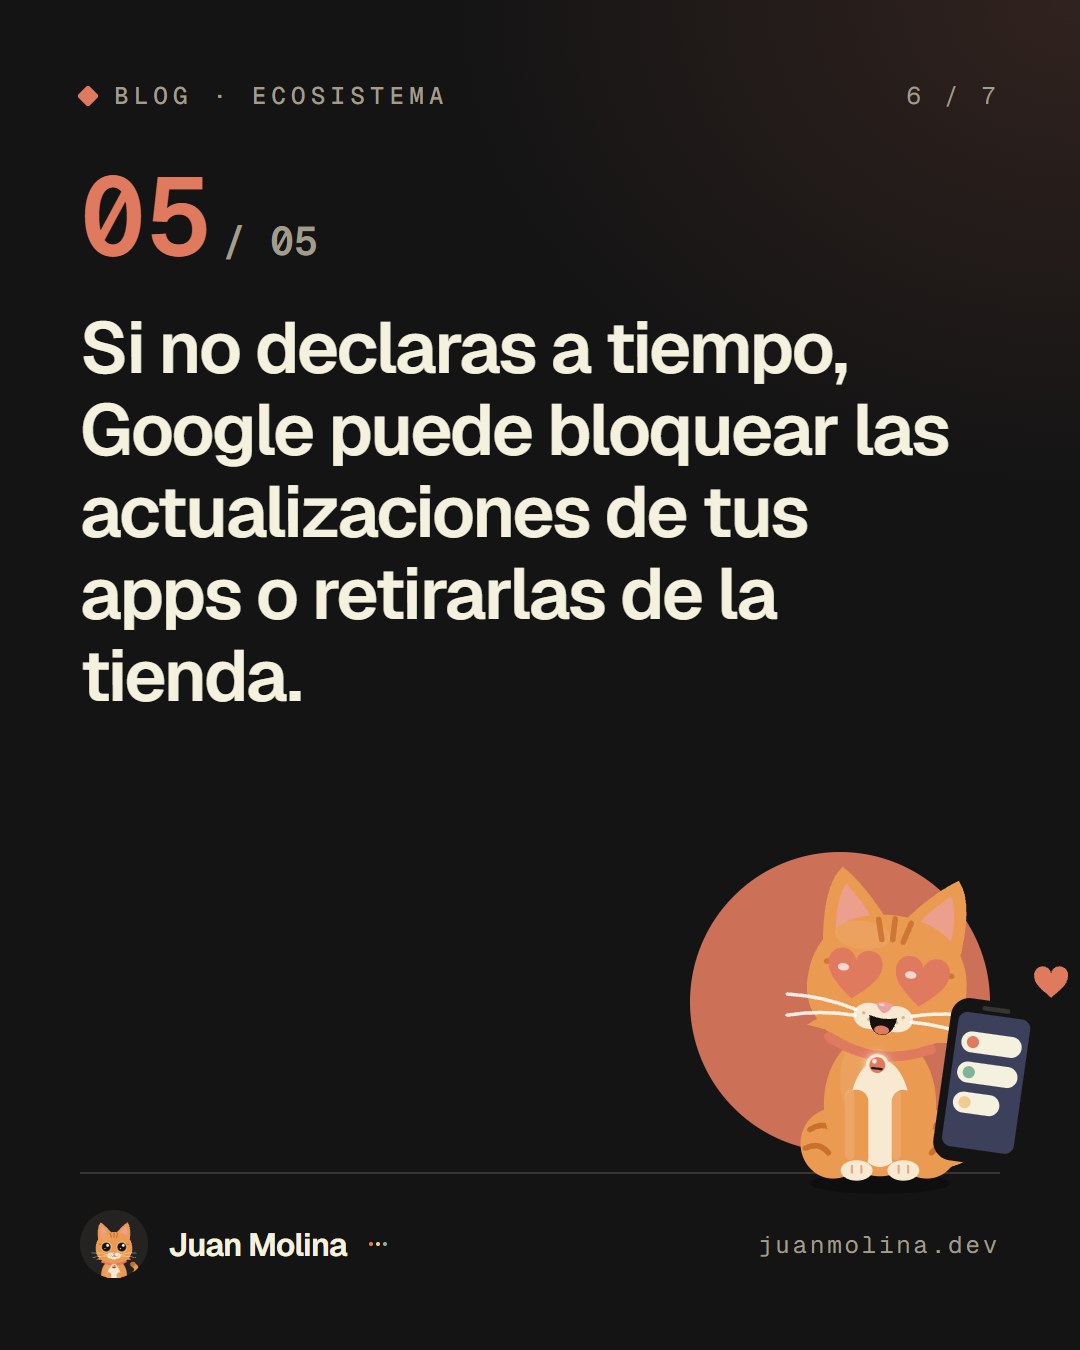 BLOG · ECOSISTEMA
6 / 7
05 / 05
Si no declaras a tiempo,
Google puede bloquear las
actualizaciones de tus
apps o retirarlas de la
tienda.
Juan Molina
juanmolina.dev